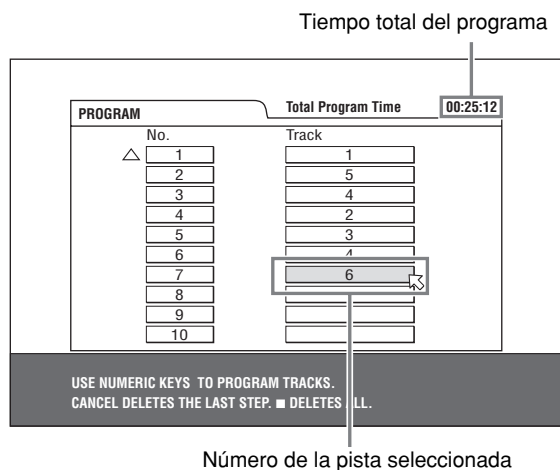 Tiempo total del programa
PROGRAM Total Program Time 00:25:12
No. Track
1 1
2 5
3 4
4 2
5 3
6 4
7 6
8
9
10
USE NUMERIC KEYS TO PROGRAM TRACKS.
CANCEL DELETES THE LAST STEP. ■ DELETES ALL.
Número de la pista seleccionada